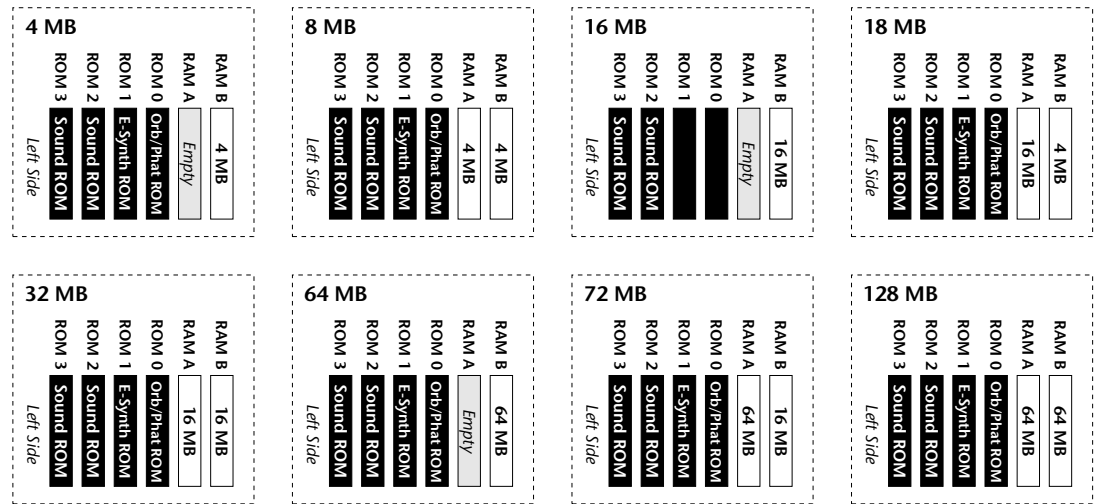 4 MB
ROM 3
ROM 2
ROM 1
ROM 0
RAM A
RAM B
Sound ROM
Sound ROM
E-Synth ROM
Orb/Phat ROM
Empty
4 MB
Left Side
8 MB
ROM 3
ROM 2
ROM 1
ROM 0
RAM A
RAM B
Sound ROM
Sound ROM
E-Synth ROM
Orb/Phat ROM
4 MB
4 MB
Left Side
16 MB
ROM 3
ROM 2
ROM 1
ROM 0
RAM A
RAM B
Sound ROM
Sound ROM
Empty
16 MB
Left Side
18 MB
ROM 3
ROM 2
ROM 1
ROM 0
RAM A
RAM B
Sound ROM
Sound ROM
E-Synth ROM
Orb/Phat ROM
16 MB
4 MB
Left Side
32 MB
ROM 3
ROM 2
ROM 1
ROM 0
RAM A
RAM B
Sound ROM
Sound ROM
E-Synth ROM
Orb/Phat ROM
16 MB
16 MB
Left Side
64 MB
ROM 3
ROM 2
ROM 1
ROM 0
RAM A
RAM B
Sound ROM
Sound ROM
E-Synth ROM
Orb/Phat ROM
Empty
64 MB
Left Side
72 MB
ROM 3
ROM 2
ROM 1
ROM 0
RAM A
RAM B
Sound ROM
Sound ROM
E-Synth ROM
Orb/Phat ROM
64 MB
16 MB
Left Side
128 MB
ROM 3
ROM 2
ROM 1
ROM 0
RAM A
RAM B
Sound ROM
Sound ROM
E-Synth ROM
Orb/Phat ROM
64 MB
64 MB
Left Side